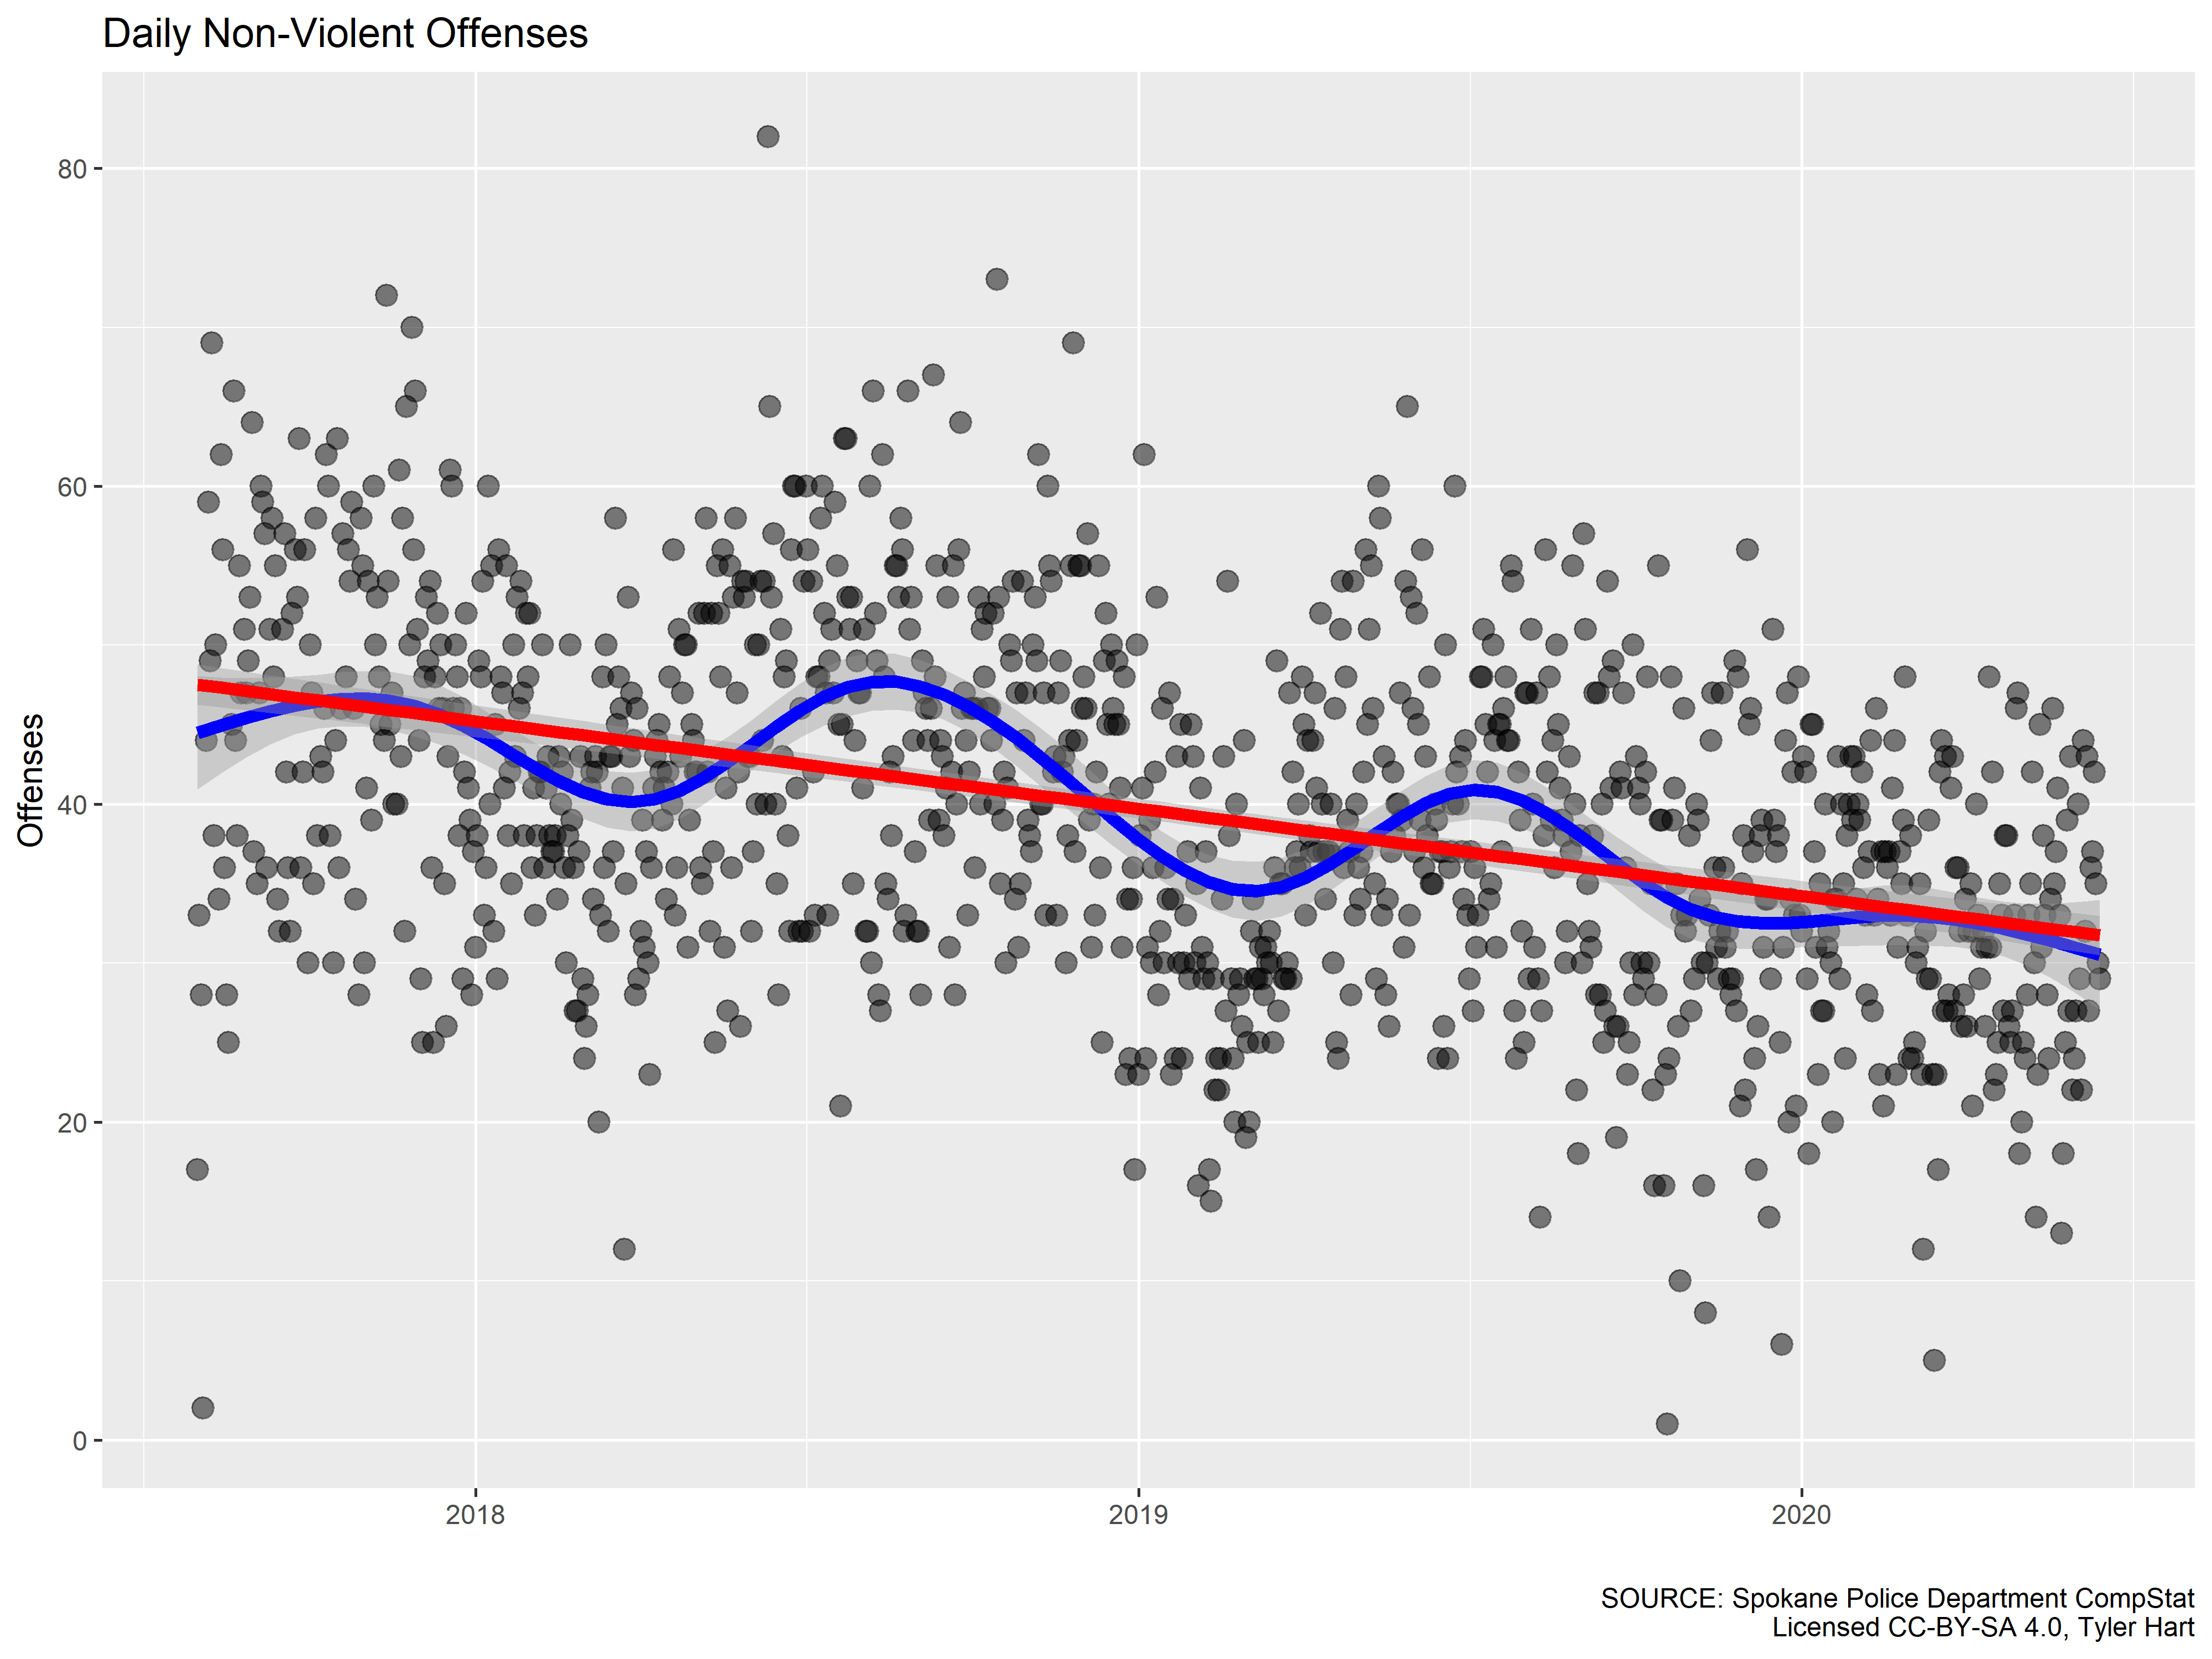 Daily Non-Violent Offenses
Offenses
80
60
40
20
0
2018
2019
2020
SOURCE: Spokane Police Department CompStat
Licensed CC-BY-SA 4.0, Tyler Hart